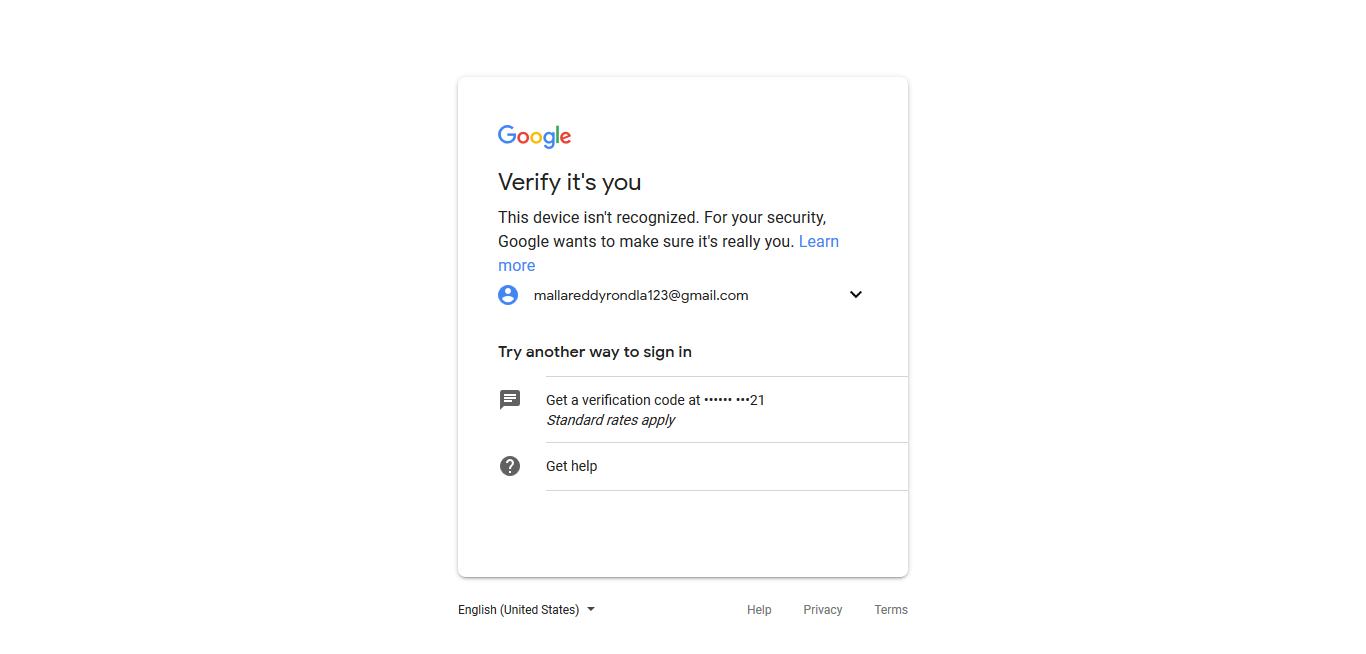 Google
Verify it's you
This device isn't recognized. For your security,
Google wants to make sure it's really you. Learn
more
mallareddyrondla123@gmail.com
Try another way to sign in
Get a verification code at •••••• •••21
Standard rates apply
Get help
English (United States)
Help Privacy Terms